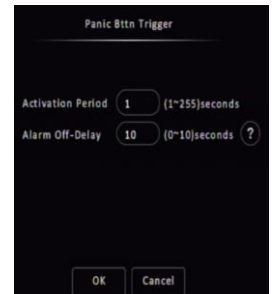 Panic Bttn Trigger
Activation Period 1 (1~255)seconds
Alarm Off-Delay 10 (0~10)seconds ?
OK Cancel